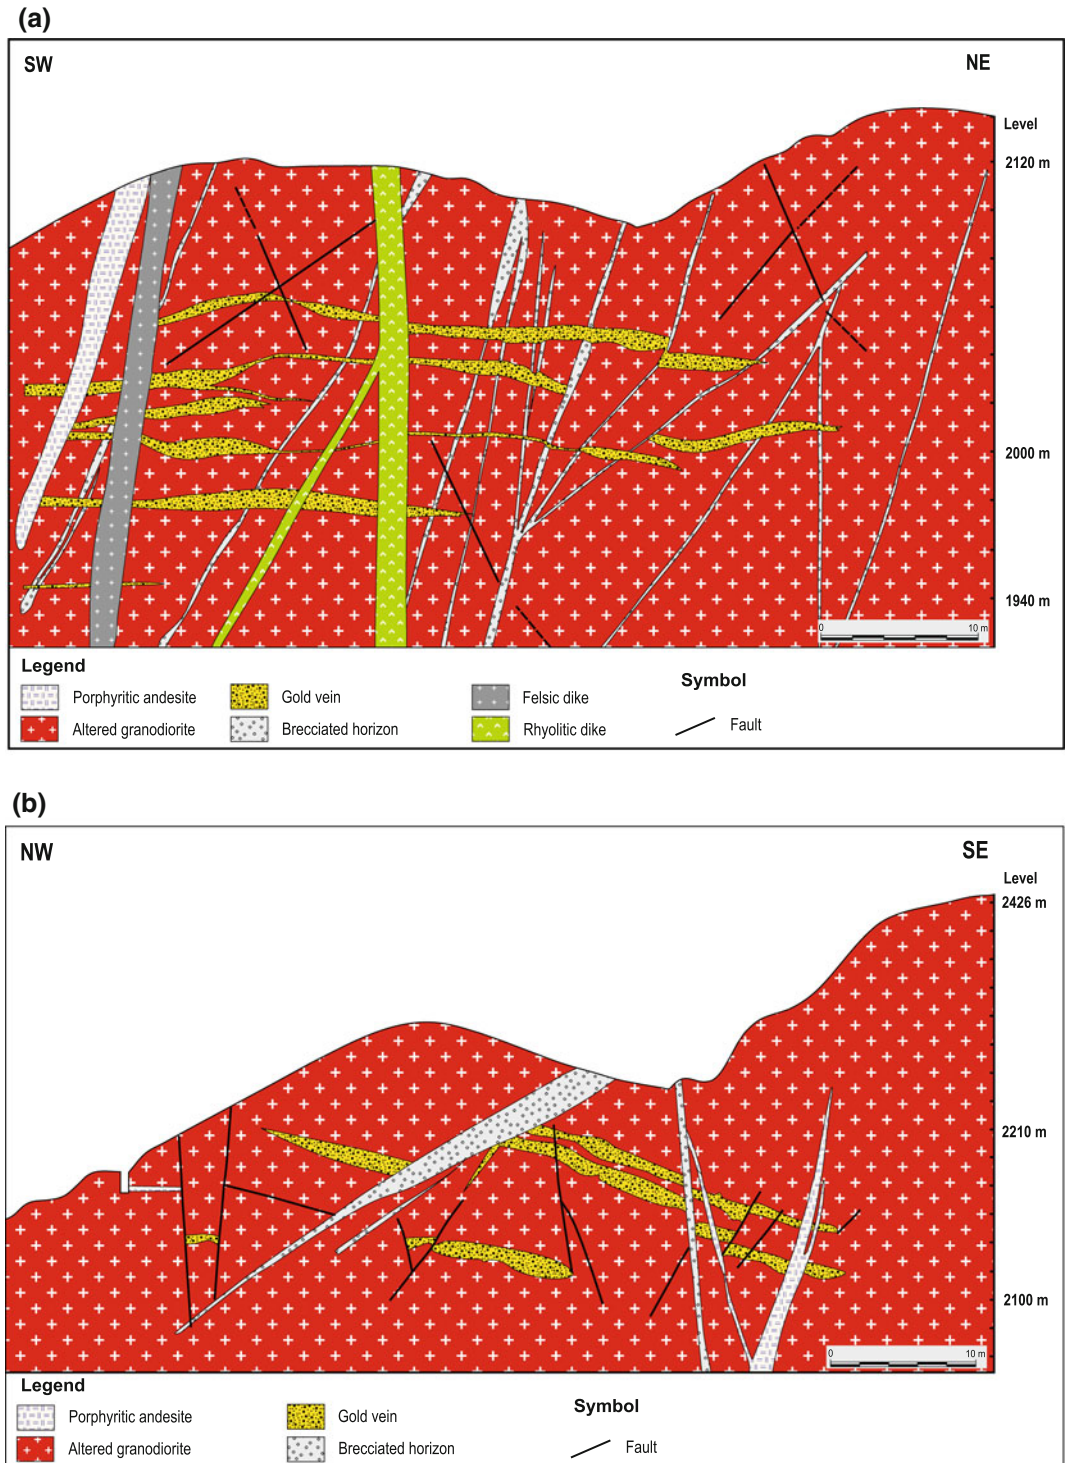 (a)
SW
NE
Level
2120 m
2000 m
1940 m
0 10 m
Legend
Symbol
Porphyritic andesite
Gold vein
Felsic dike
Altered granodiorite
Brecciated horizon
Rhyolitic dike
Fault
(b)
NW
SE
Level
2426 m
2210 m
2100 m
0 10 m
Legend
Symbol
Porphyritic andesite
Gold vein
Altered granodiorite
Brecciated horizon
Fault